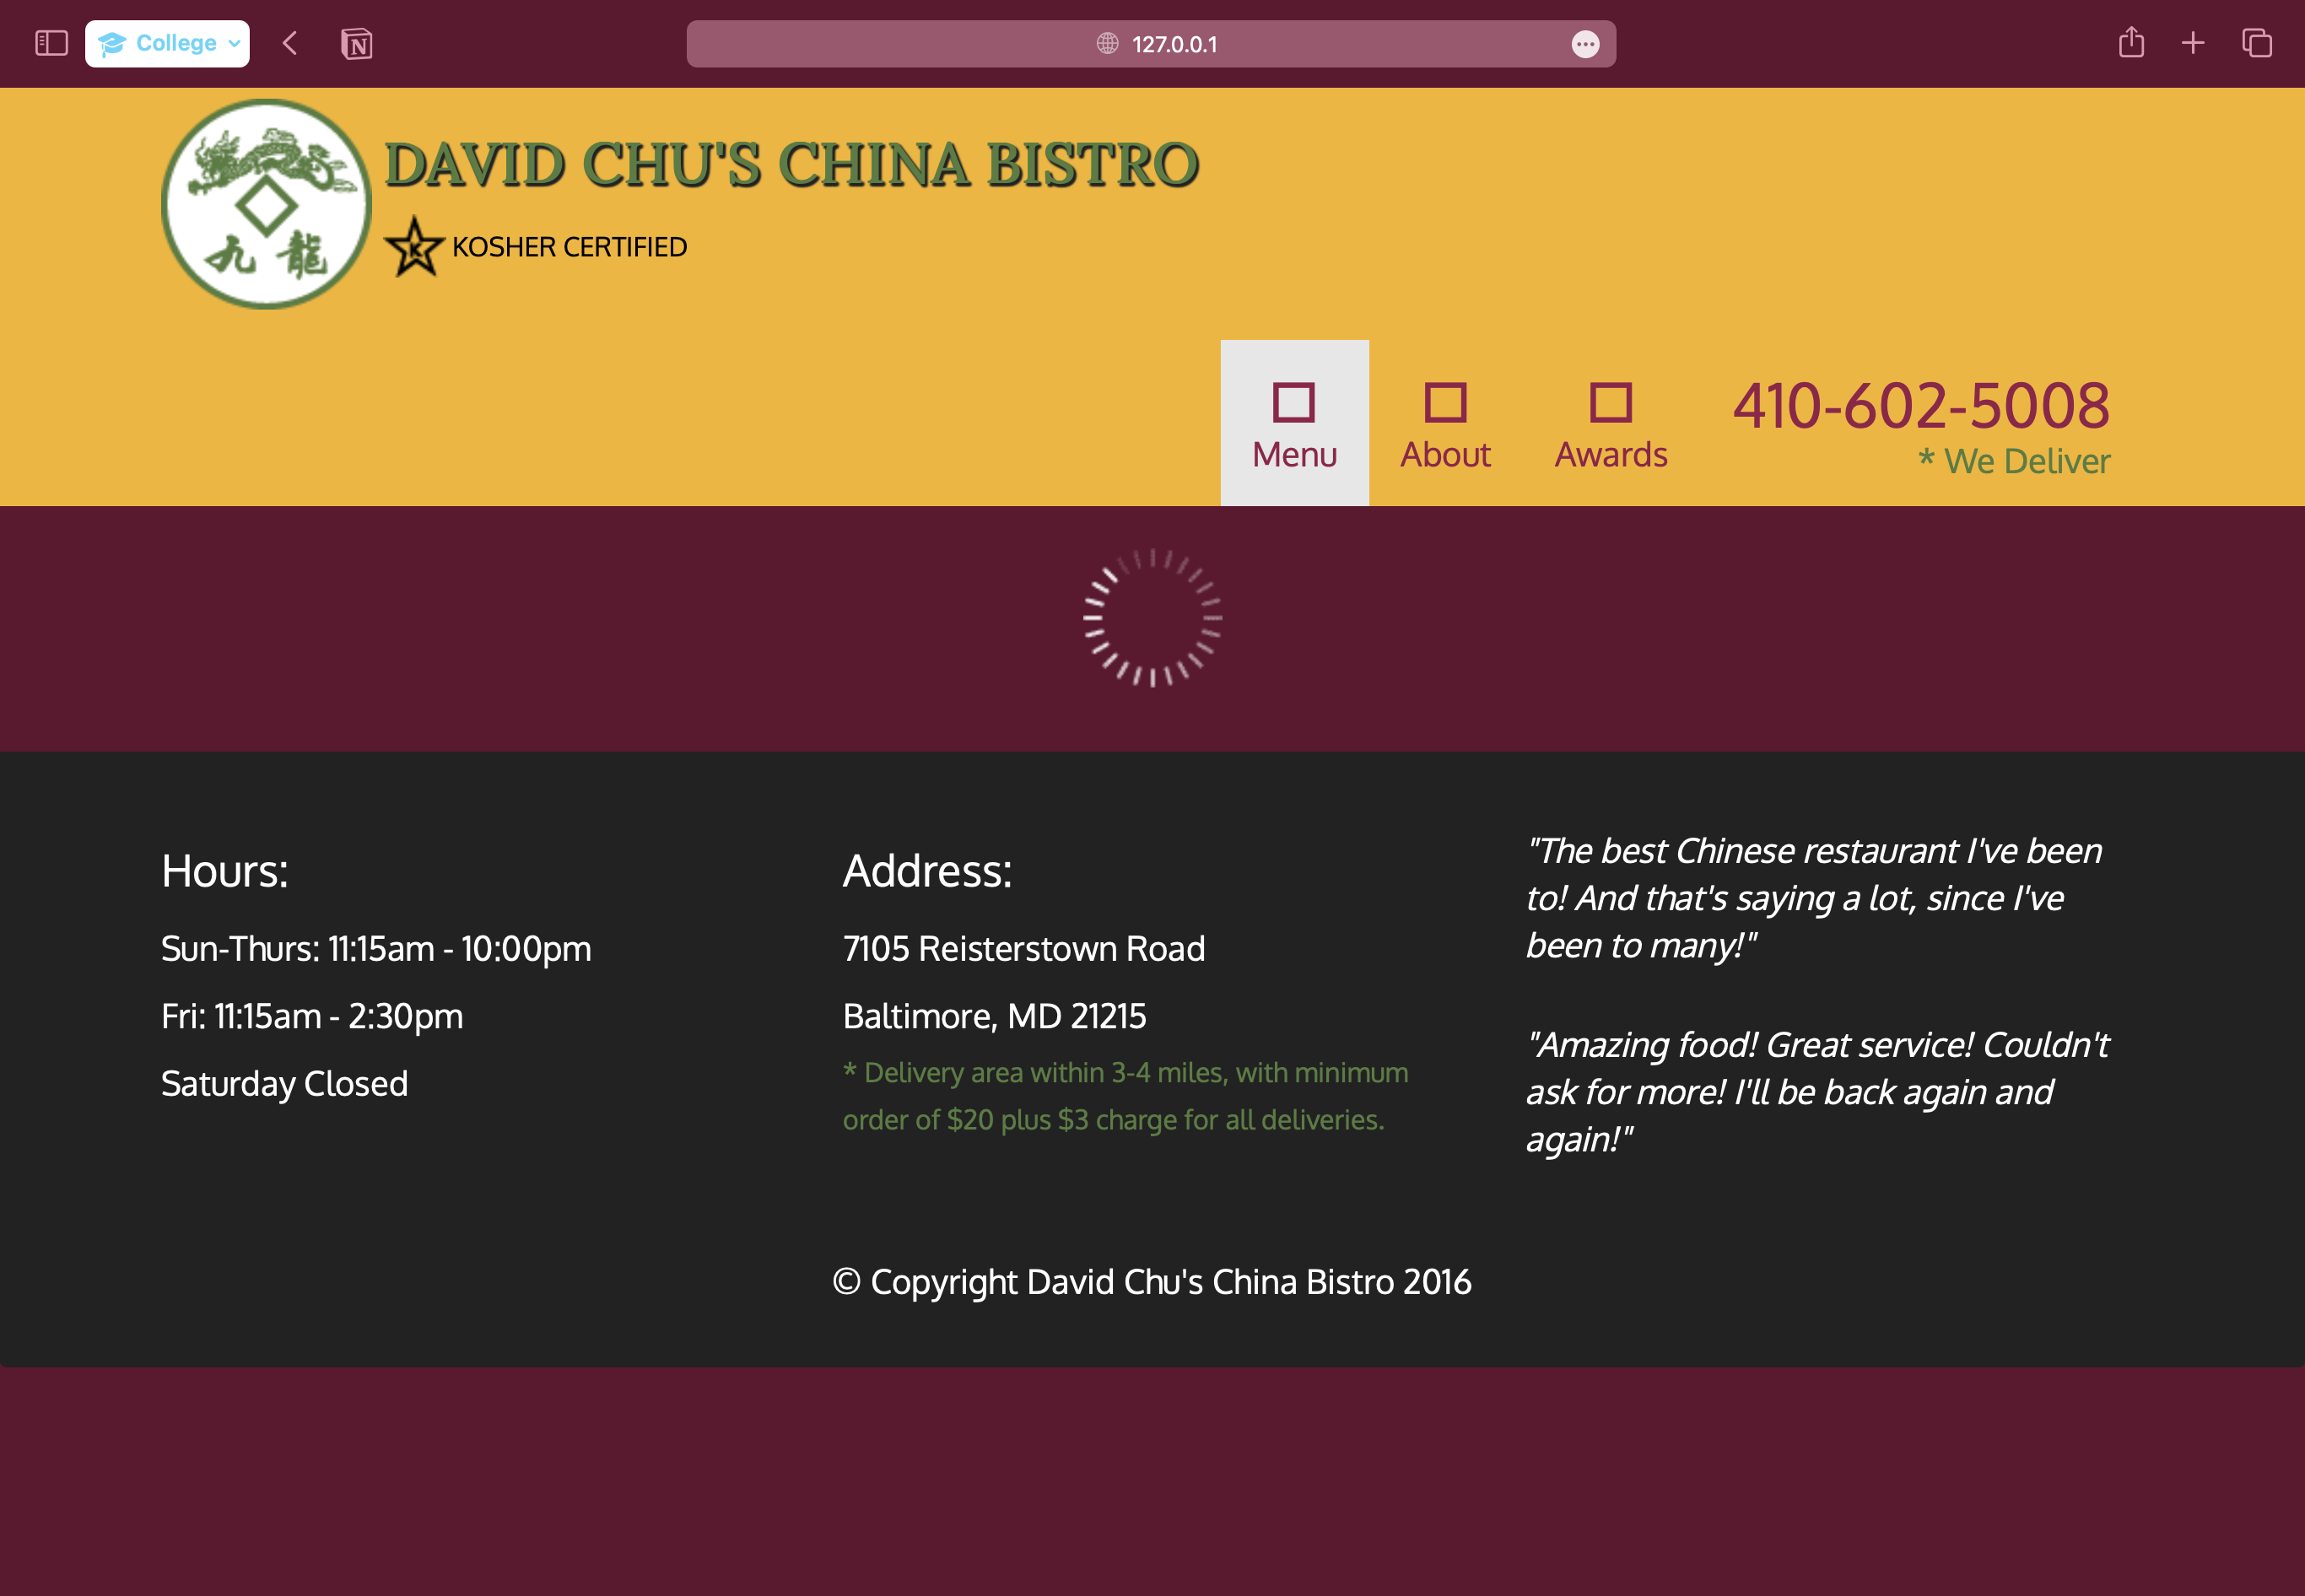 College
127.0.0.1
DAVID CHU'S CHINA BISTRO
九龍
K KOSHER CERTIFIED
Menu
About
Awards
410-602-5008
* We Deliver
Hours:
Sun-Thurs: 11:15am - 10:00pm
Fri: 11:15am - 2:30pm
Saturday Closed
Address:
7105 Reisterstown Road
Baltimore, MD 21215
* Delivery area within 3-4 miles, with minimum
order of $20 plus $3 charge for all deliveries.
"The best Chinese restaurant I've been
to! And that's saying a lot, since I've
been to many!"
"Amazing food! Great service! Couldn't
ask for more! I'll be back again and
again!"
© Copyright David Chu's China Bistro 2016